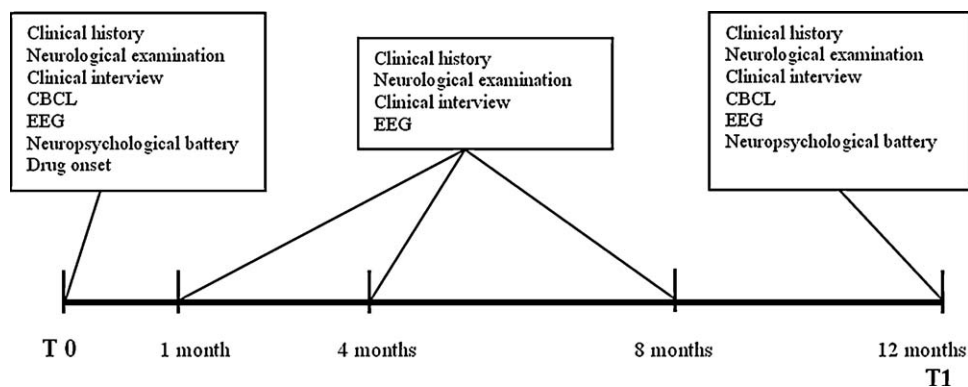 Clinical history
Neurological examination
Clinical interview
CBCL
EEG
Neuropsychological battery
Drug onset
Clinical history
Neurological examination
Clinical interview
EEG
Clinical history
Neurological examination
Clinical interview
CBCL
EEG
Neuropsychological battery
T 0
1 month
4 months
8 months
12 months
T1